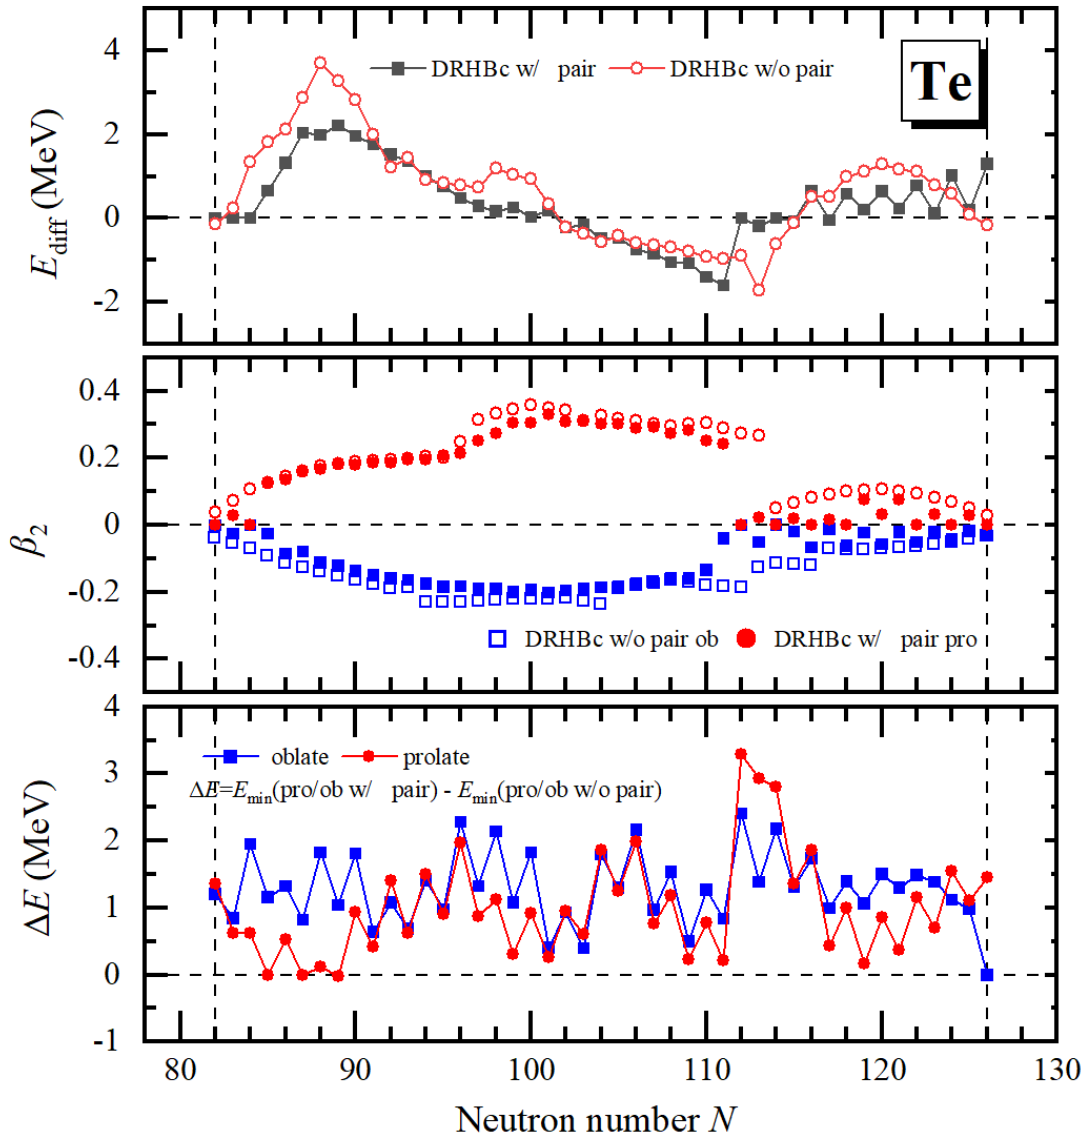 4
2
0
-2
E_diff (MeV)
DRHBc w/ pair
DRHBc w/o pair
Te
0.4
0.2
0
-0.2
-0.4
β_2
DRHBc w/o pair ob
DRHBc w/ pair pro
4
3
2
1
0
-1
ΔE (MeV)
oblate
prolate
ΔE=E_min(pro/ob w/ pair) - E_min(pro/ob w/o pair)
80
90
100
110
120
130
Neutron number N